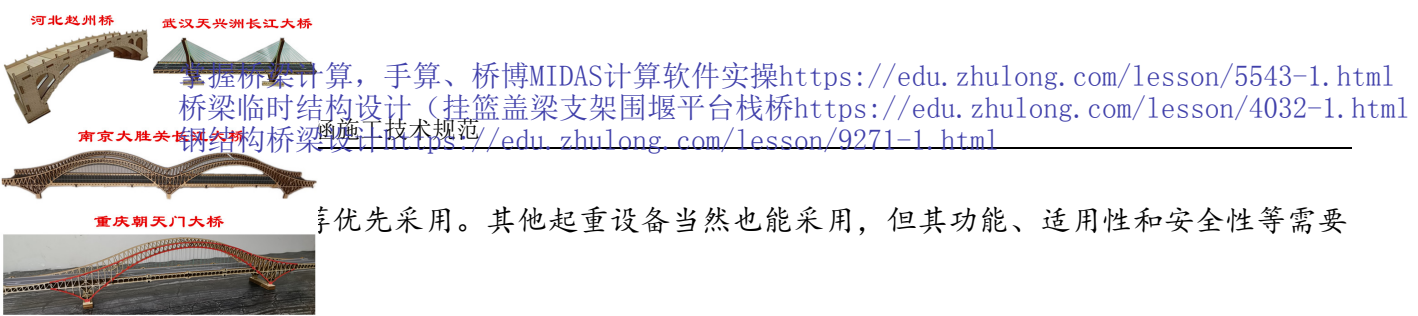 河北赵州桥
武汉天兴洲长江大桥
掌握桥梁计算，手算、桥博MIDAS计算软件实操https://edu.zhulong.com/lesson/5543-1.html
桥梁临时结构设计（挂篮盖梁支架围堰平台栈桥https://edu.zhulong.com/lesson/4032-1.html
南京大胜关长江大桥
涵施工技术规范
钢结构桥梁设计https://edu.zhulong.com/lesson/9271-1.html
荐优先采用。其他起重设备当然也能采用，但其功能、适用性和安全性等需要
重庆朝天门大桥